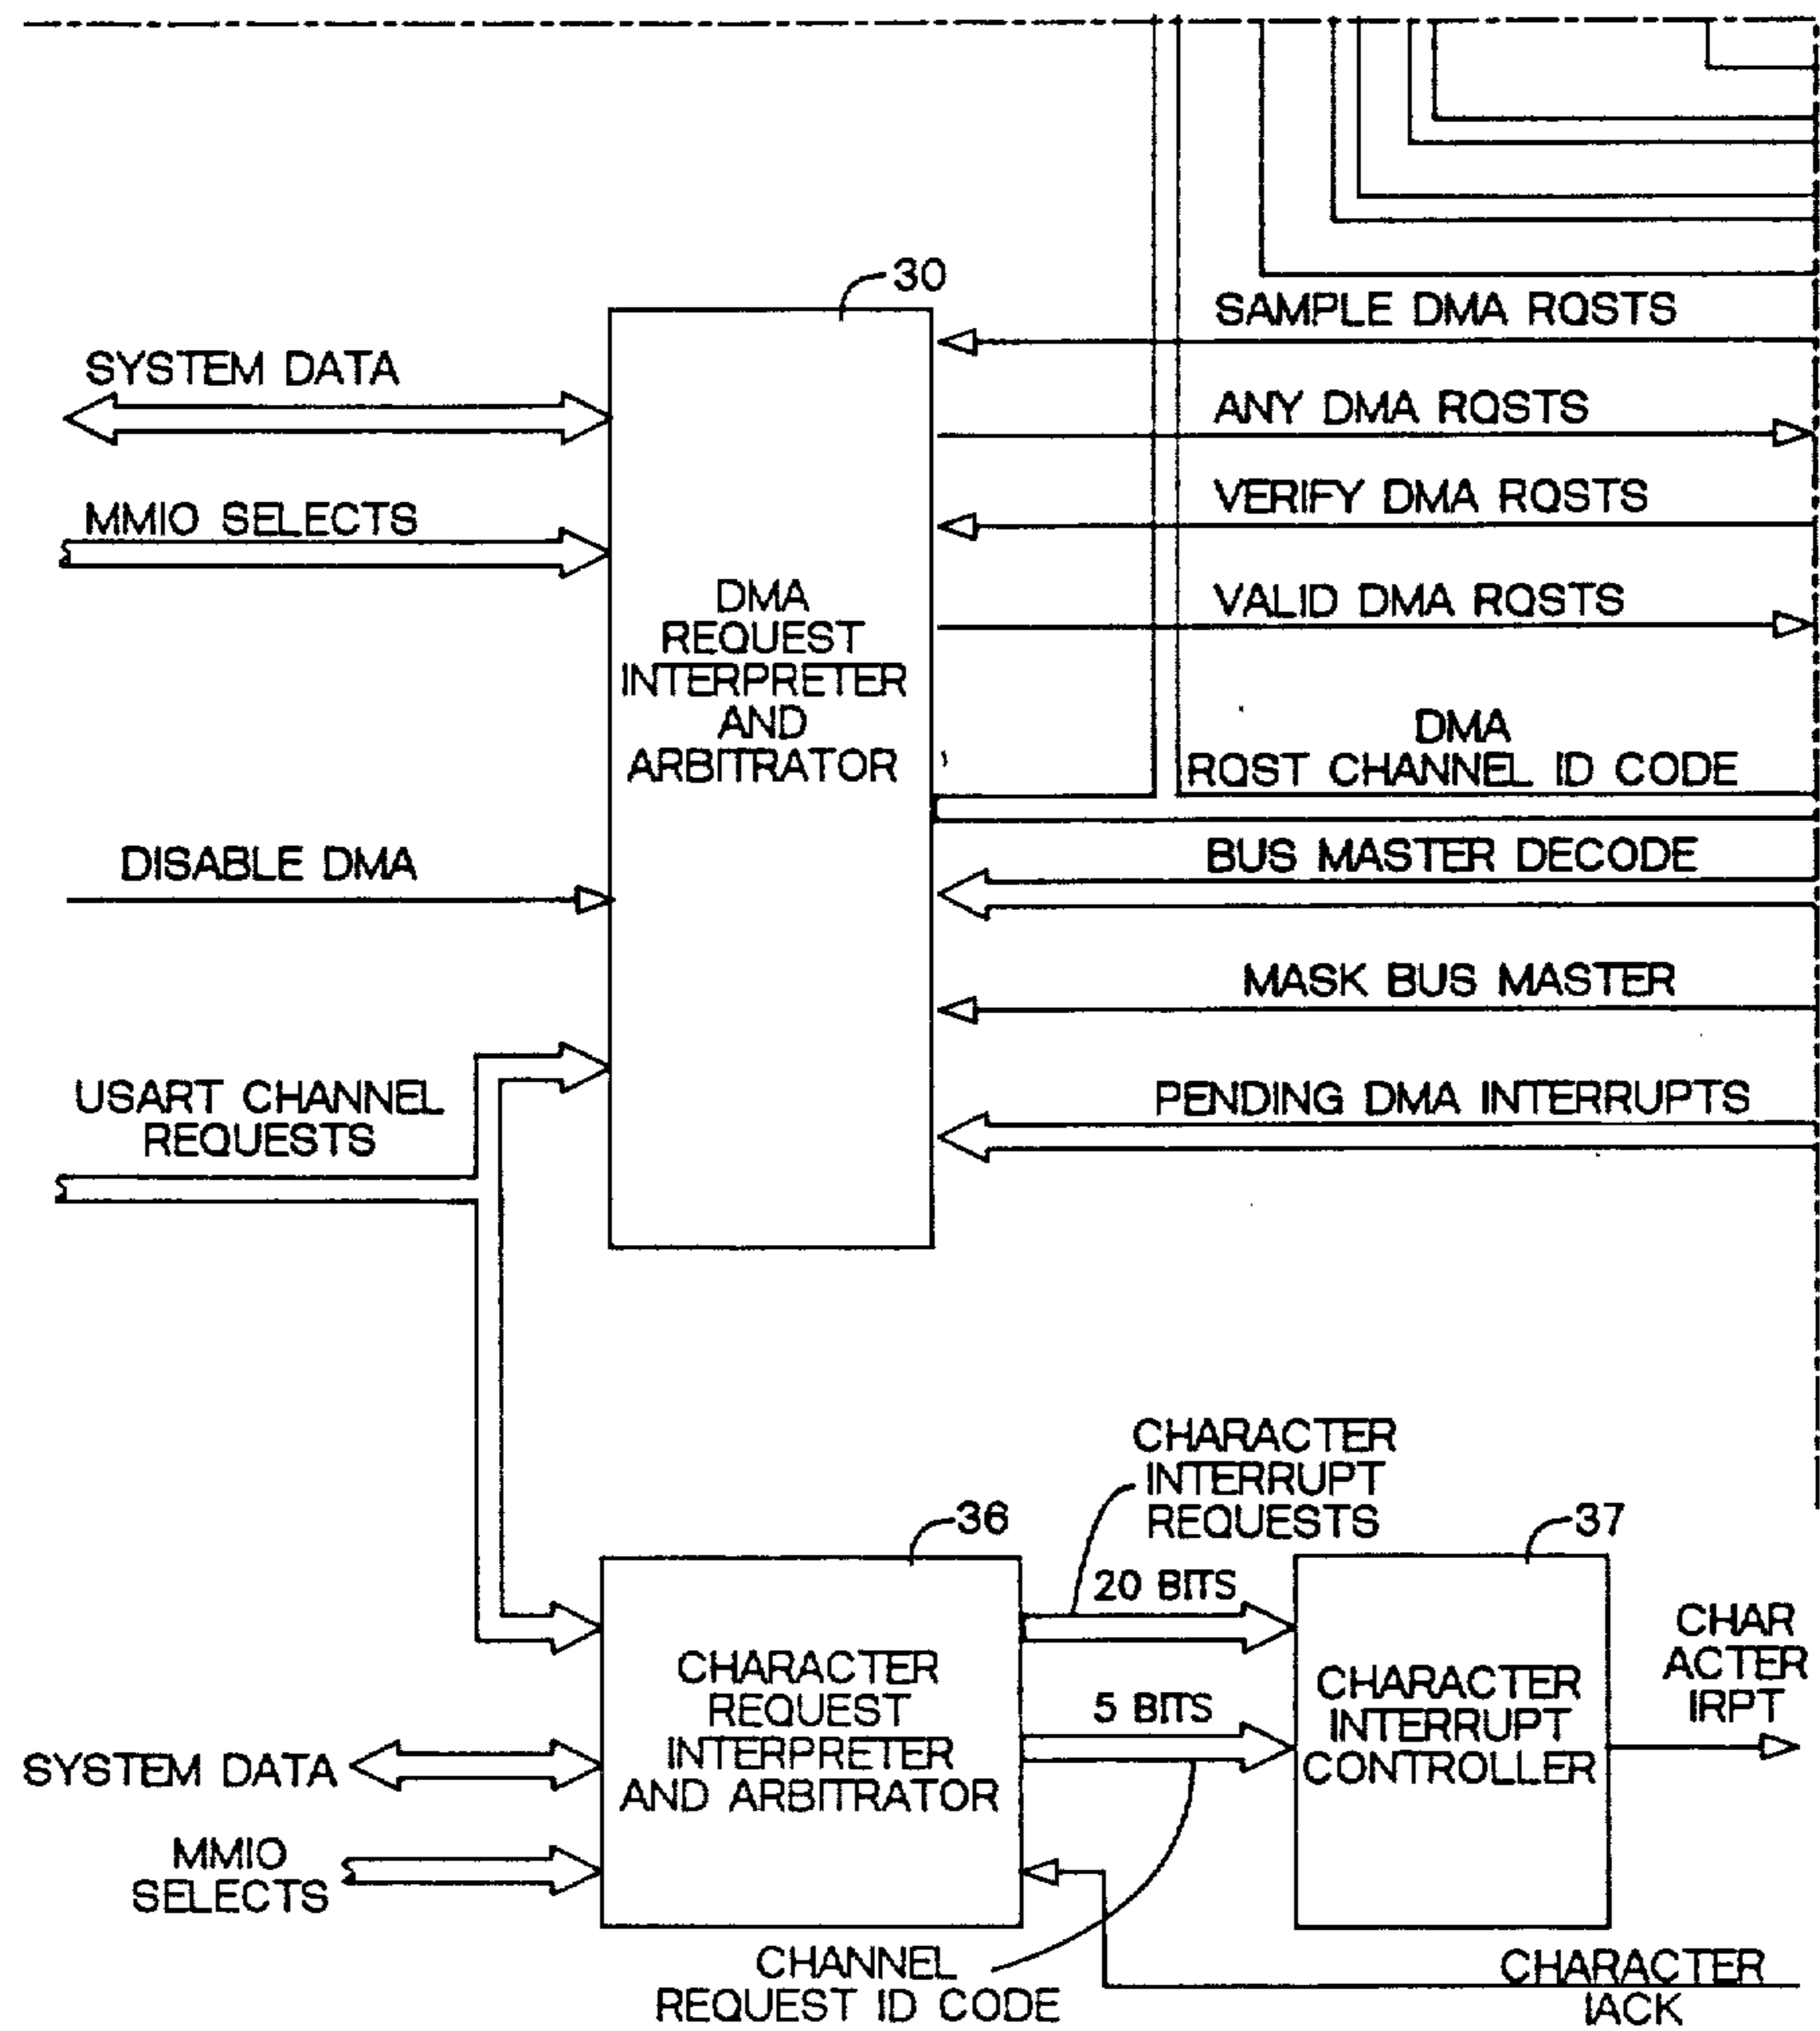 30
SAMPLE DMA RQSTS
SYSTEM DATA
ANY DMA RQSTS
MMIO SELECTS
VERIFY DMA RQSTS
VALID DMA RQSTS
DMA
REQUEST
INTERPRETER
AND
ARBITRATOR
DMA
RQST CHANNEL ID CODE
DISABLE DMA
BUS MASTER DECODE
MASK BUS MASTER
USART CHANNEL
REQUESTS
PENDING DMA INTERRUPTS
CHARACTER
INTERRUPT
REQUESTS
36
37
20 BITS
CHARACTER
REQUEST
INTERPRETER
AND ARBITRATOR
5 BITS
CHARACTER
INTERRUPT
CONTROLLER
CHAR
ACTER
IRPT
SYSTEM DATA
MMIO
SELECTS
CHANNEL
REQUEST ID CODE
CHARACTER
IACK